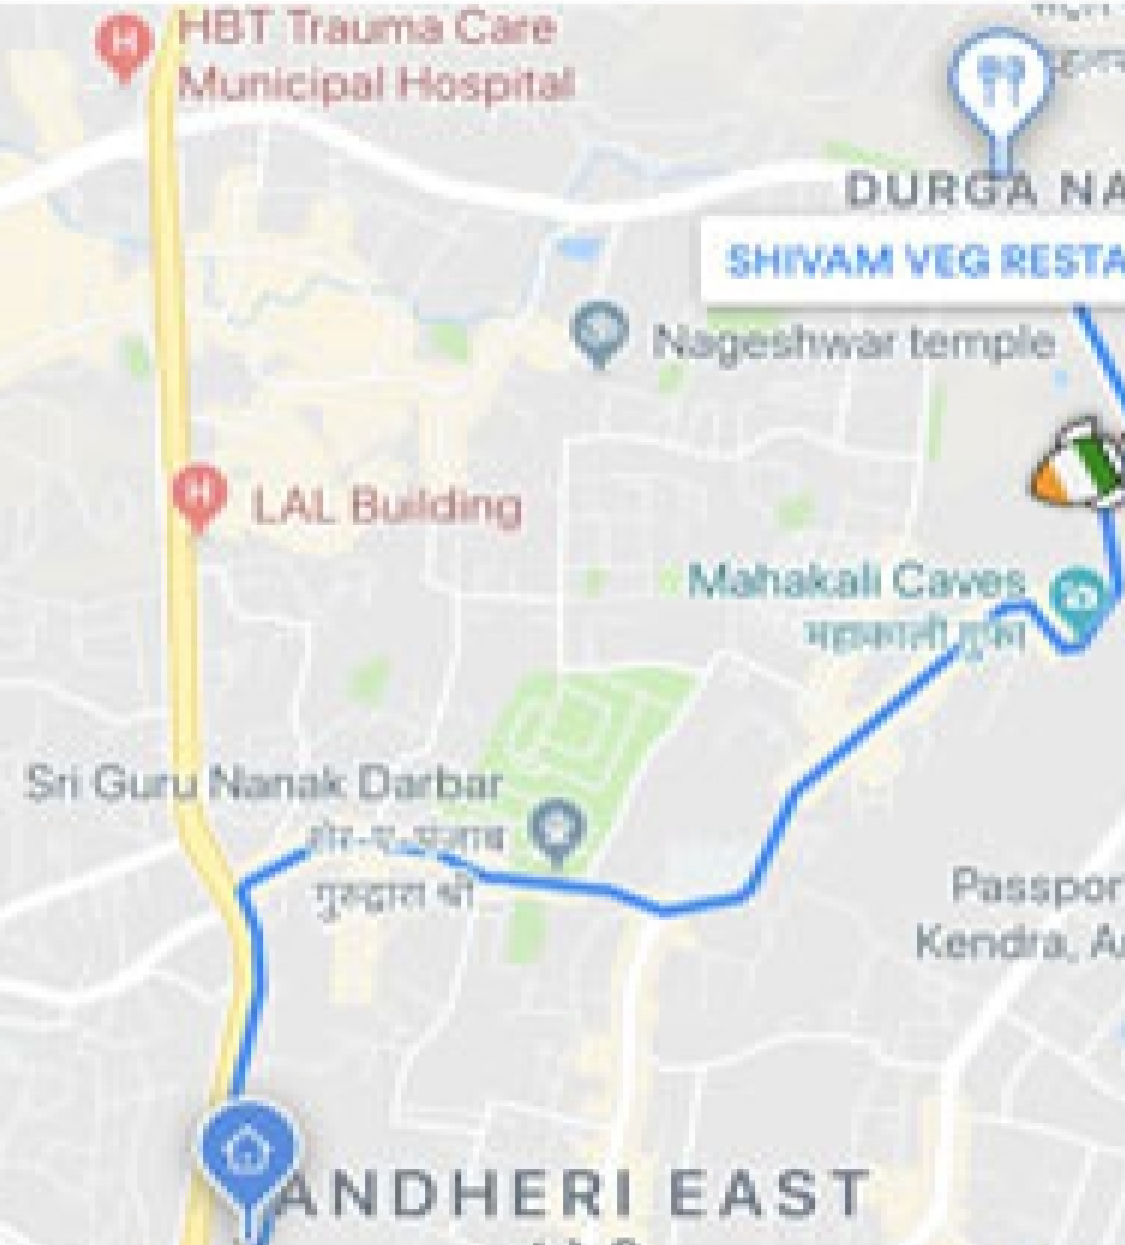 HBT Trauma Care
Municipal Hospital
DURGA NA
SHIVAM VEG RESTA
Nageshwar temple
LAL Building
Mahakali Caves
महाकाली गुंफा
Sri Guru Nanak Darbar
शेर-ए-पंजाब
गुरुद्वारा श्री
Passpor
Kendra, A
ANDHERI EAST